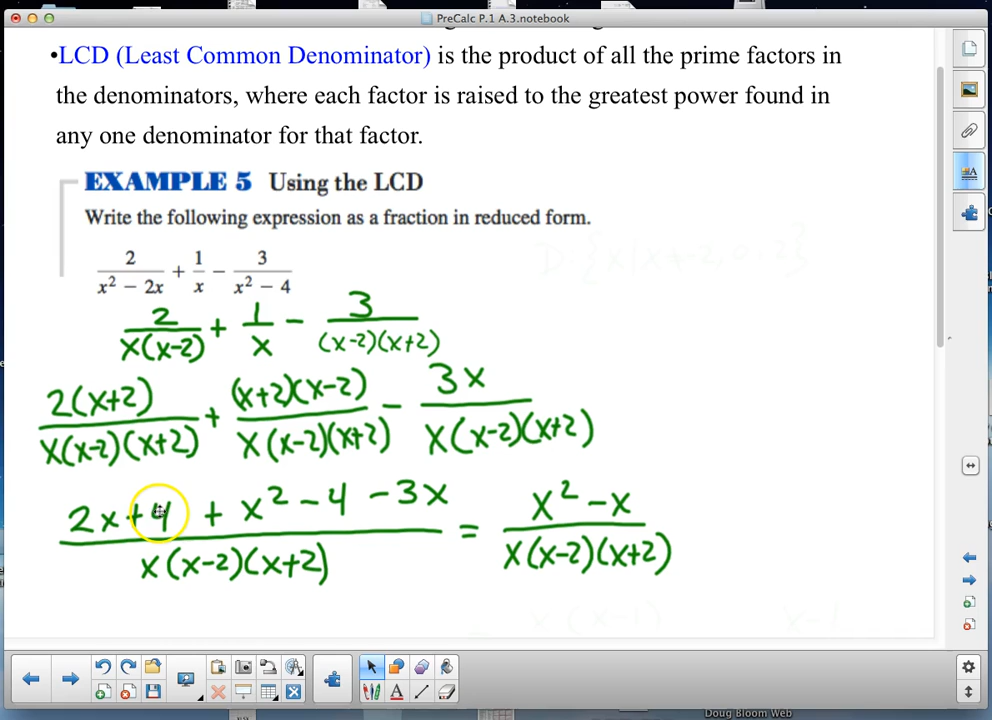 PreCalc P.1 A.3.notebook
•LCD (Least Common Denominator) is the product of all the prime factors in
the denominators, where each factor is raised to the greatest power found in
any one denominator for that factor.
EXAMPLE 5 Using the LCD
Write the following expression as a fraction in reduced form.
2/(x² − 2x) + 1/x − 3/(x² − 4)
2/(x(x-2)) + 1/x − 3/((x-2)(x+2))
2(x+2)/(x(x-2)(x+2)) + (x+2)(x-2)/(x(x-2)(x+2)) − 3x/(x(x-2)(x+2))
(2x+4 + x² − 4 − 3x)/(x(x-2)(x+2)) = (x² − x)/(x(x-2)(x+2))
x(x-1) x-1
Doug Bloom Web